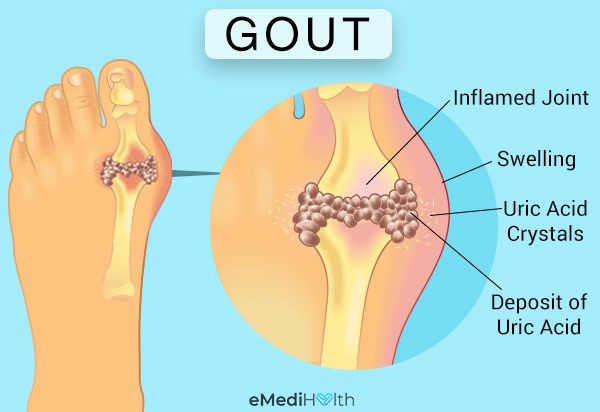 GOUT
Inflamed Joint
Swelling
Uric Acid
Crystals
Deposit of
Uric Acid
eMediHealth